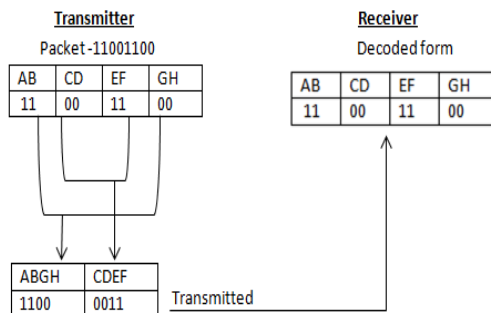 Transmitter
Packet -11001100
AB CD EF GH
11 00 11 00
ABGH CDEF
1100 0011
Transmitted
Receiver
Decoded form
AB CD EF GH
11 00 11 00